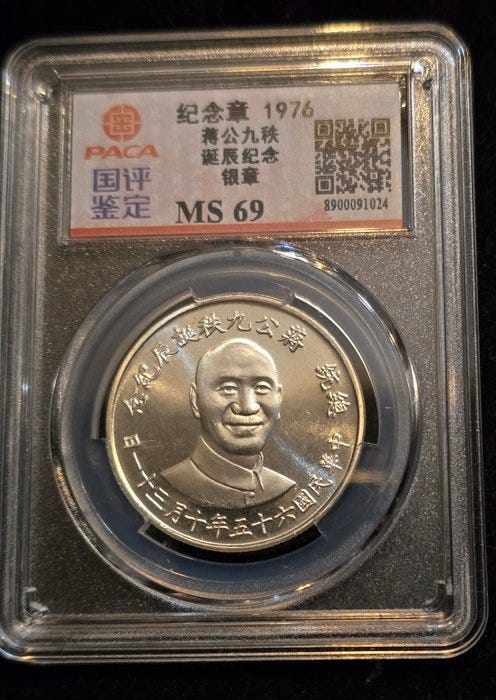 PACA
国评
鉴定
纪念章 1976
蒋公九秩
诞辰纪念
银章
MS 69
8900091024
總統 蔣公九秩誕辰紀念
中華民國六十五年十月三十一日